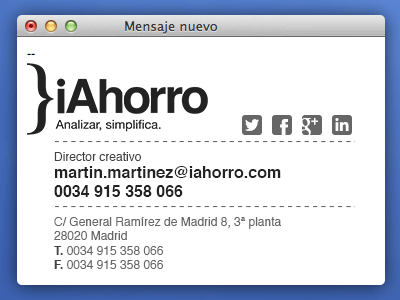 Mensaje nuevo
--
}iAhorro
Analizar, simplifica.
Director creativo
martin.martinez@iahorro.com
0034 915 358 066
C/ General Ramírez de Madrid 8, 3ª planta
28020 Madrid
T. 0034 915 358 066
F. 0034 915 358 066